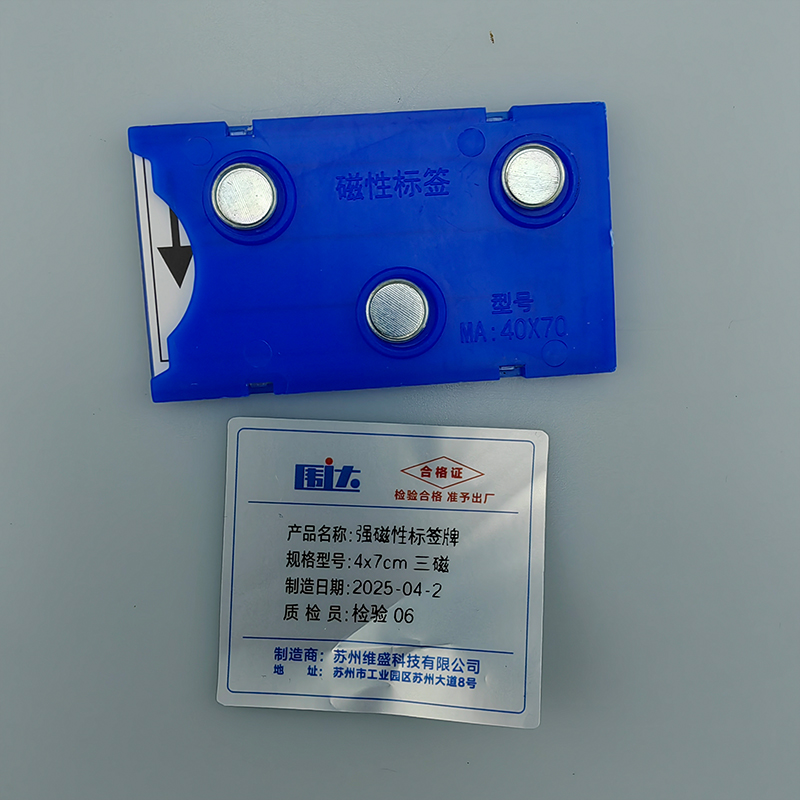 磁性标签
型号
MA:40X70
围达
合格证
检验合格 准予出厂
产品名称:强磁性标签牌
规格型号:4x7cm 三磁
制造日期:2025-04-2
质 检 员:检验 06
制造商: 苏州维盛科技有限公司
地 址: 苏州市工业园区苏州大道8号